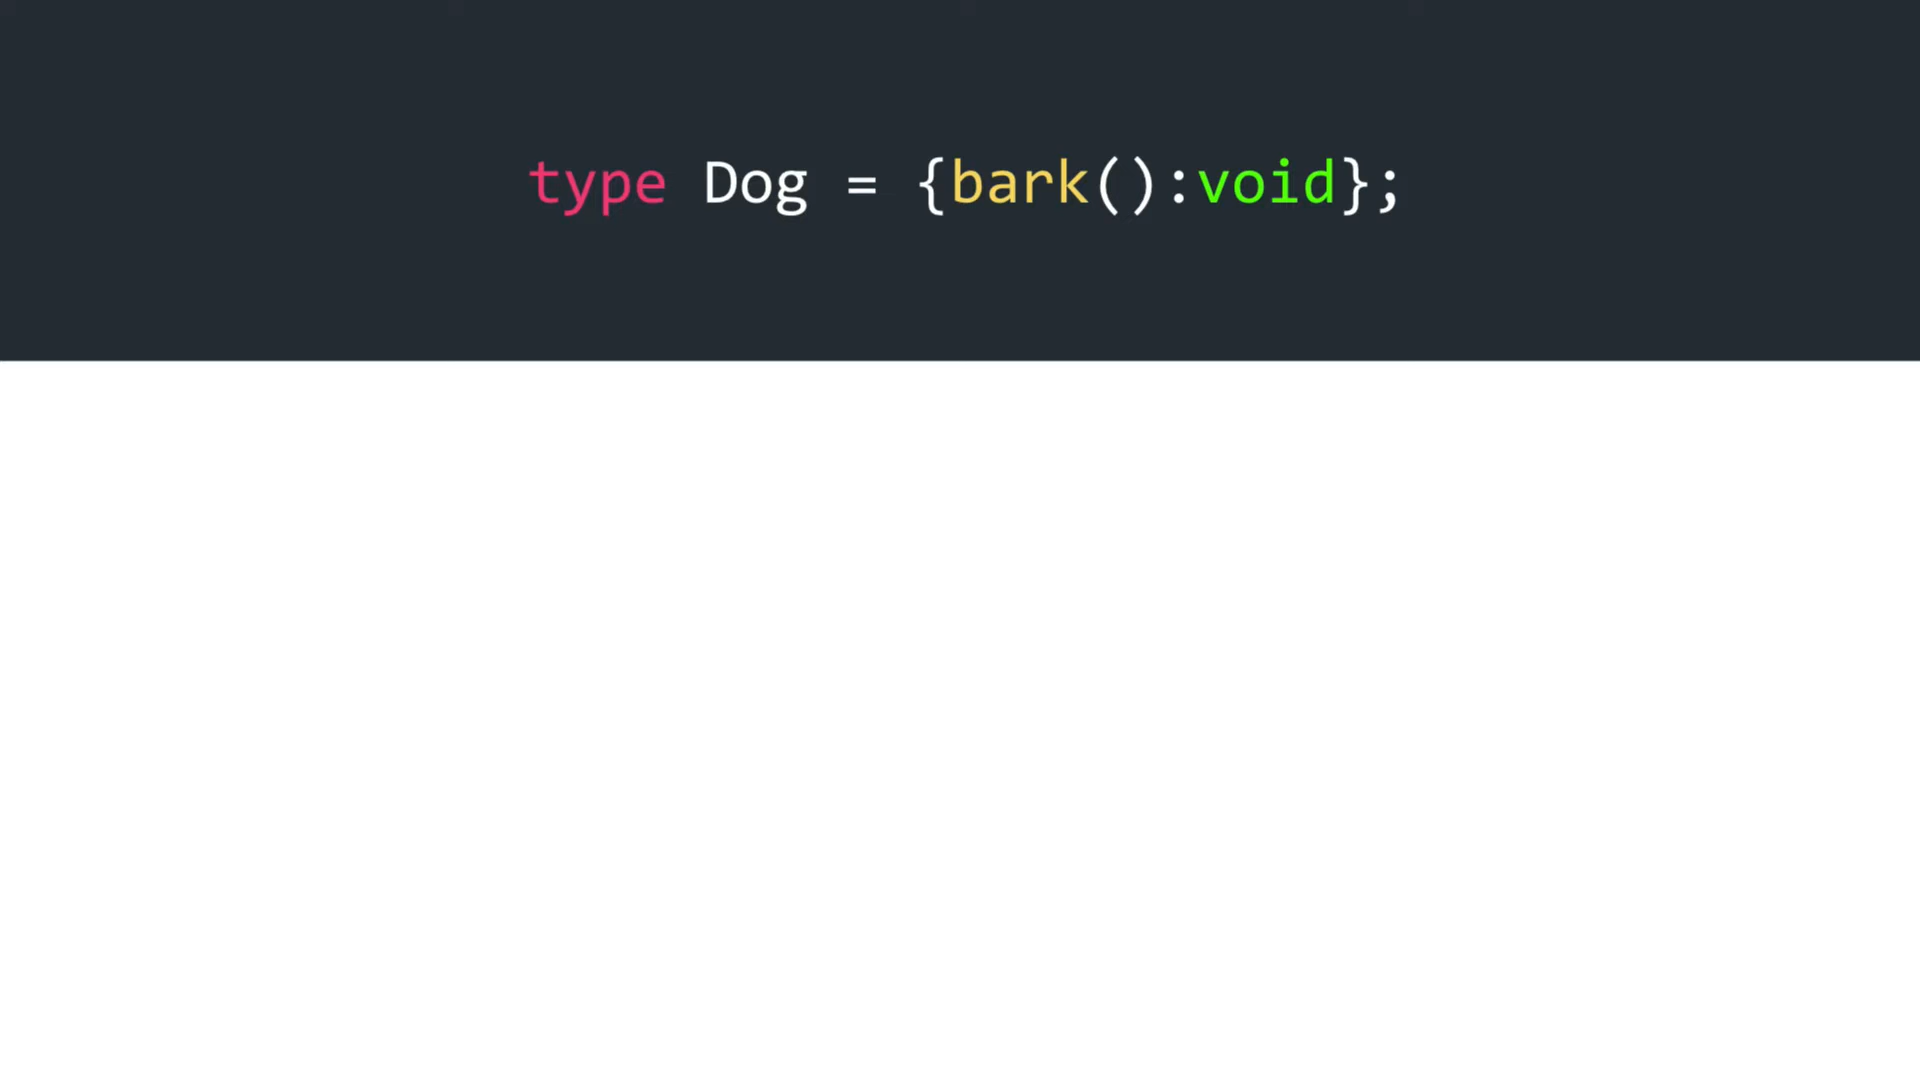 type Dog = {bark():void};